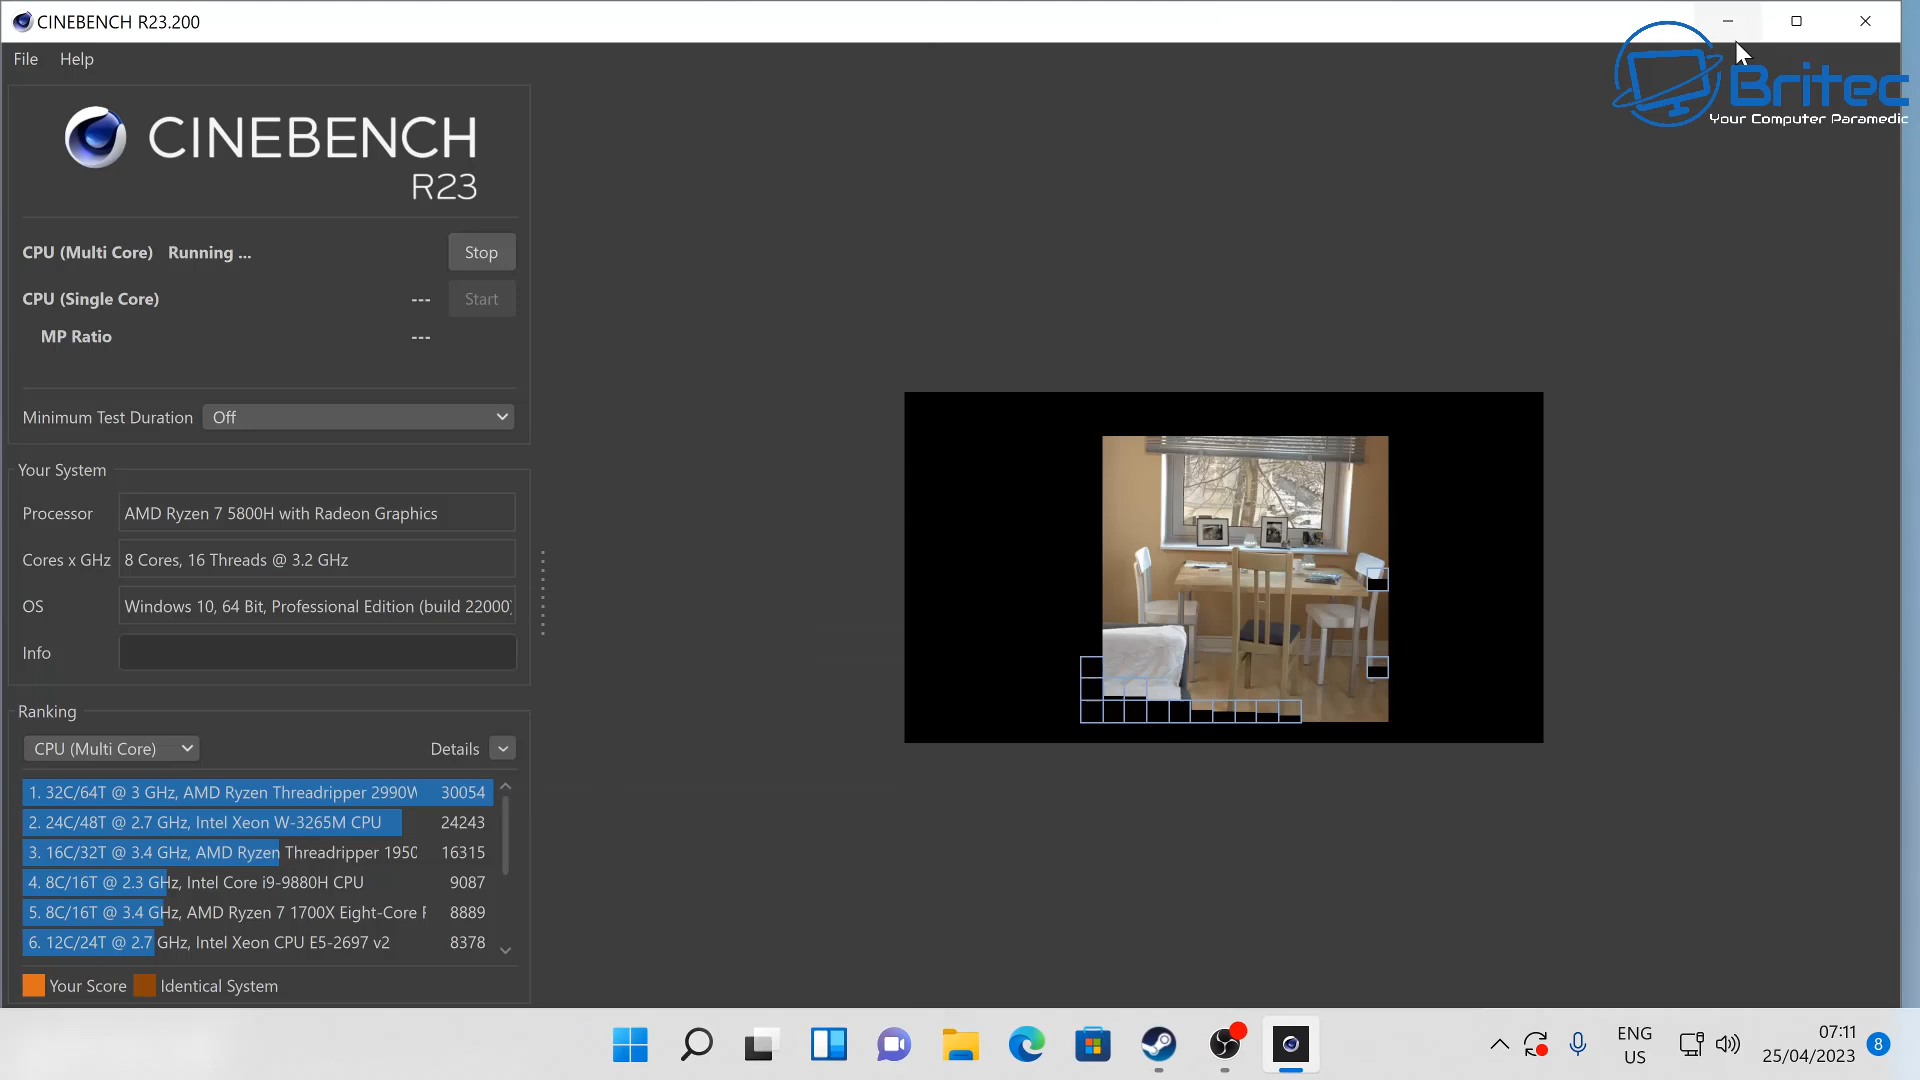 CINEBENCH R23.200
File Help
Britec
Your Computer Paramedic
CINEBENCH
R23
CPU (Multi Core) Running ... Stop
CPU (Single Core) --- Start
MP Ratio ---
Minimum Test Duration Off
Your System
Processor AMD Ryzen 7 5800H with Radeon Graphics
Cores x GHz 8 Cores, 16 Threads @ 3.2 GHz
OS Windows 10, 64 Bit, Professional Edition (build 22000)
Info
Ranking
CPU (Multi Core) Details
1. 32C/64T @ 3 GHz, AMD Ryzen Threadripper 2990W 30054
2. 24C/48T @ 2.7 GHz, Intel Xeon W-3265M CPU 24243
3. 16C/32T @ 3.4 GHz, AMD Ryzen Threadripper 1950 16315
4. 8C/16T @ 2.3 GHz, Intel Core i9-9880H CPU 9087
5. 8C/16T @ 3.4 GHz, AMD Ryzen 7 1700X Eight-Core 8889
6. 12C/24T @ 2.7 GHz, Intel Xeon CPU E5-2697 v2 8378
Your Score Identical System
ENG
US
07:11
25/04/2023
8